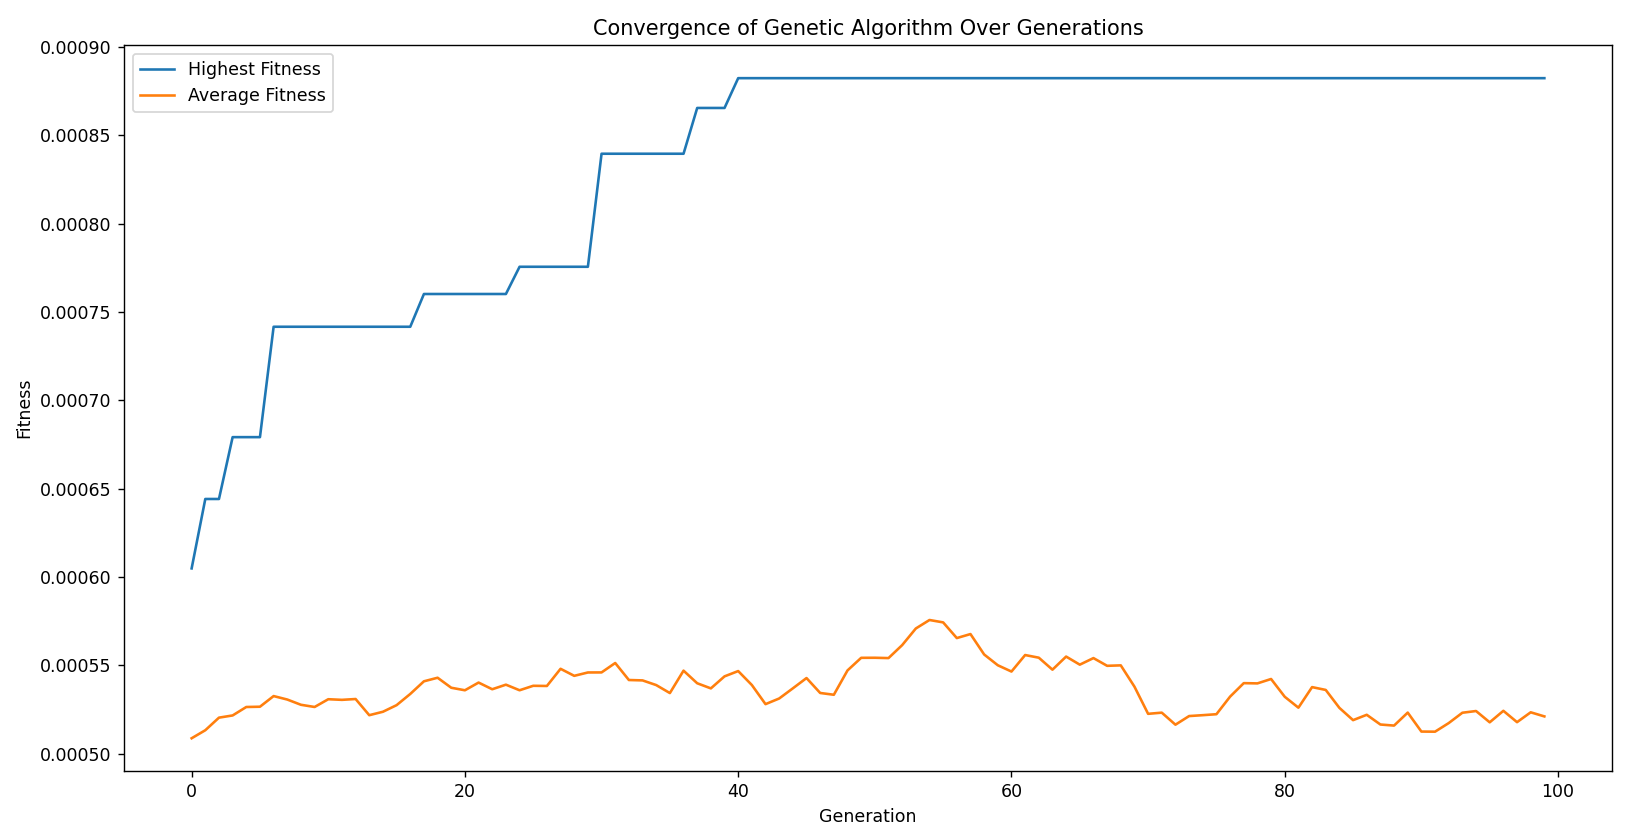 Convergence of Genetic Algorithm Over Generations
Highest Fitness
Average Fitness
0.00090
0.00085
0.00080
0.00075
0.00070
0.00065
0.00060
0.00055
0.00050
Fitness
0 20 40 60 80 100
Generation